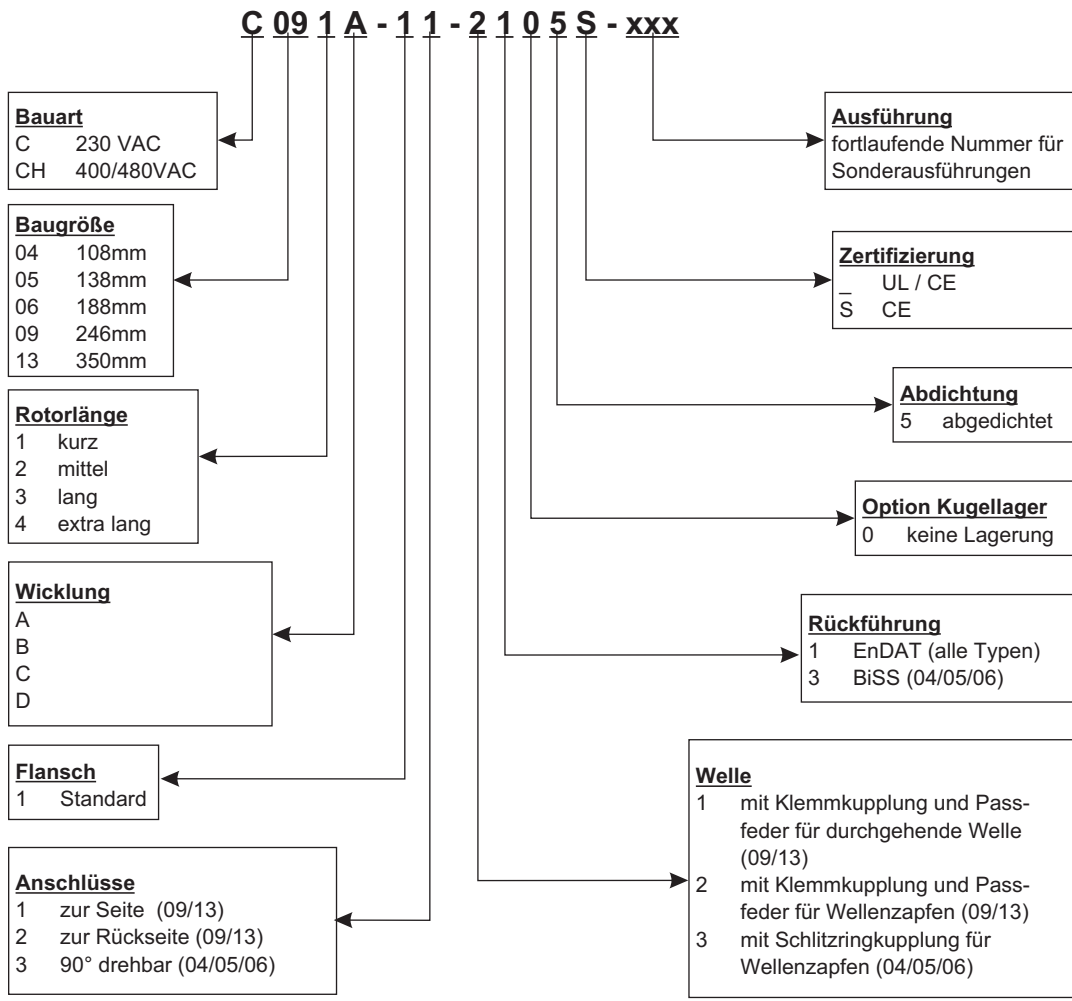 C 09 1 A - 1 1 - 2 1 0 5 S - xxx
Bauart
C 230 VAC
CH 400/480VAC
Baugröße
04 108mm
05 138mm
06 188mm
09 246mm
13 350mm
Rotorlänge
1 kurz
2 mittel
3 lang
4 extra lang
Wicklung
A
B
C
D
Flansch
1 Standard
Anschlüsse
1 zur Seite (09/13)
2 zur Rückseite (09/13)
3 90° drehbar (04/05/06)
Ausführung
fortlaufende Nummer für
Sonderausführungen
Zertifizierung
_ UL / CE
S CE
Abdichtung
5 abgedichtet
Option Kugellager
0 keine Lagerung
Rückführung
1 EnDAT (alle Typen)
3 BiSS (04/05/06)
Welle
1 mit Klemmkupplung und Pass-
feder für durchgehende Welle
(09/13)
2 mit Klemmkupplung und Pass-
feder für Wellenzapfen (09/13)
3 mit Schlitzringkupplung für
Wellenzapfen (04/05/06)